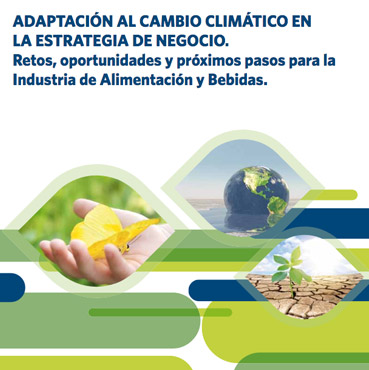 ADAPTACIÓN AL CAMBIO CLIMÁTICO EN
LA ESTRATEGIA DE NEGOCIO.
Retos, oportunidades y próximos pasos para la
Industria de Alimentación y Bebidas.